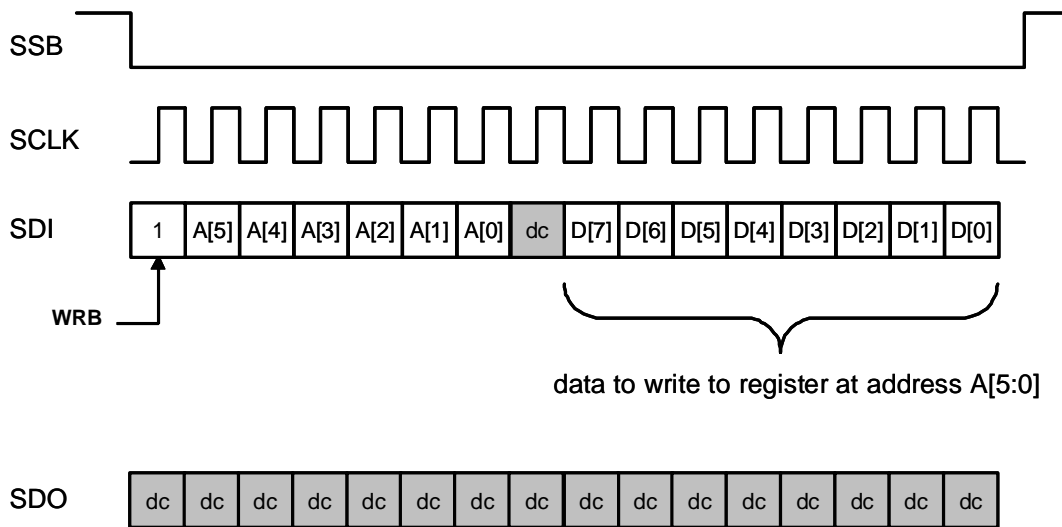 SSB
SCLK
SDI 1 A[5] A[4] A[3] A[2] A[1] A[0] dc D[7] D[6] D[5] D[4] D[3] D[2] D[1] D[0]
WRB
data to write to register at address A[5:0]
SDO dc dc dc dc dc dc dc dc dc dc dc dc dc dc dc dc